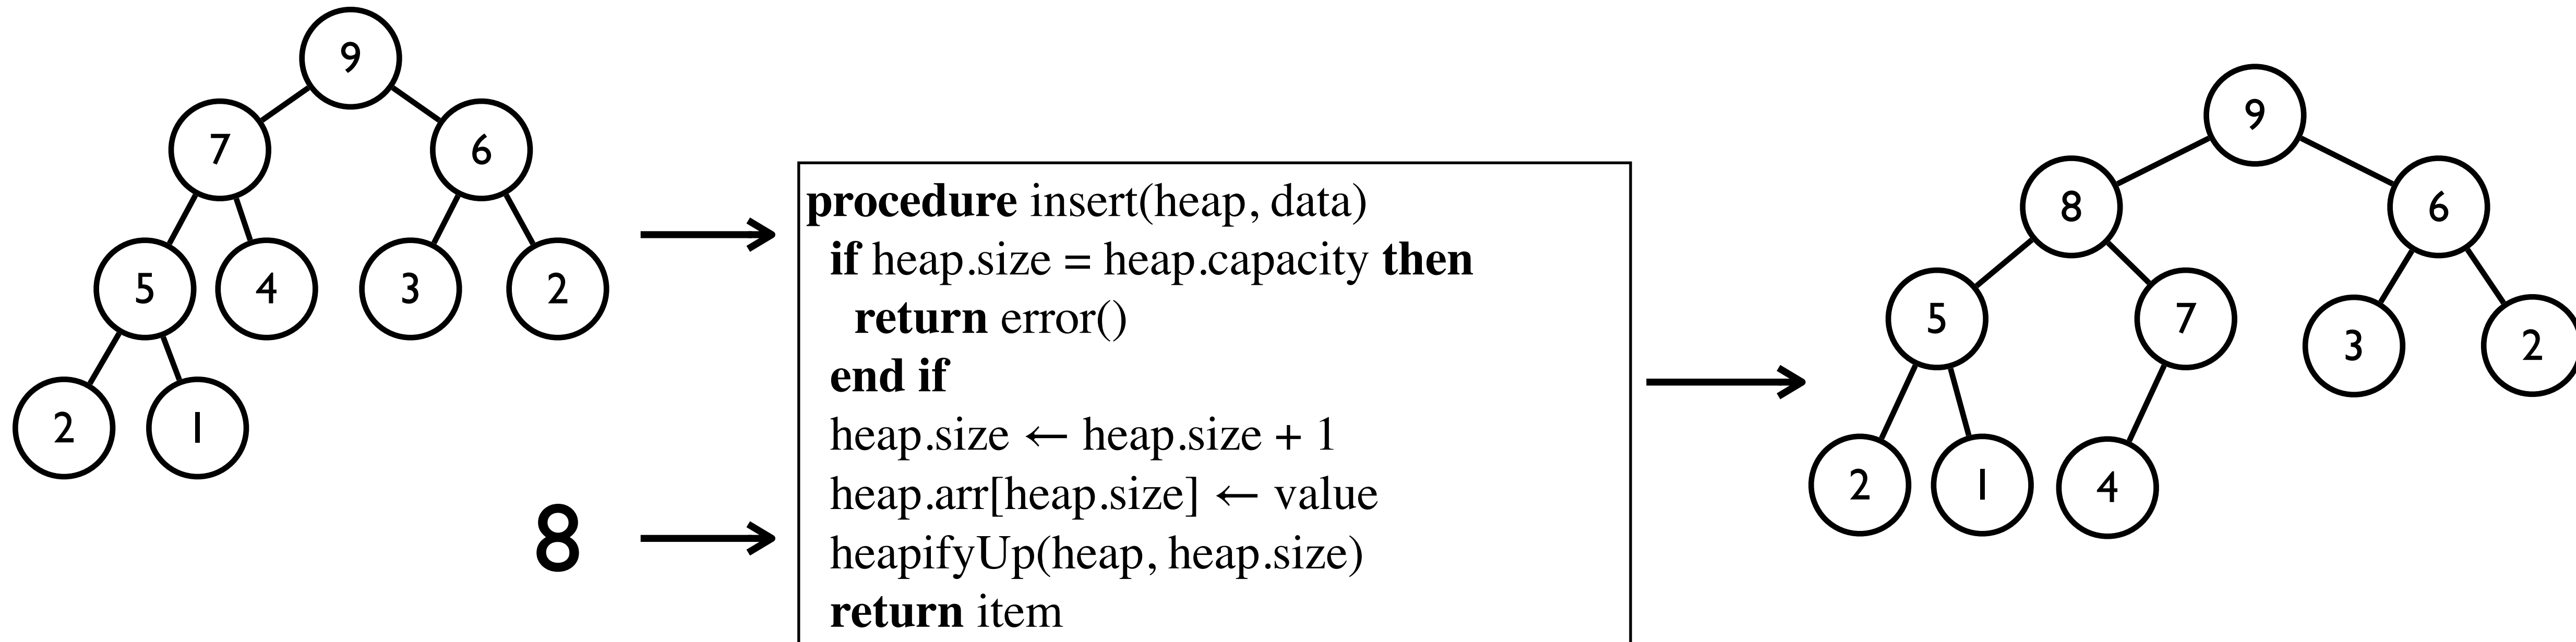 9
7 6
5 4 3 2
2 1
8
procedure insert(heap, data)
if heap.size = heap.capacity then
return error()
end if
heap.size ← heap.size + 1
heap.arr[heap.size] ← value
heapifyUp(heap, heap.size)
return item
9
8 6
5 7 3 2
2 1 4